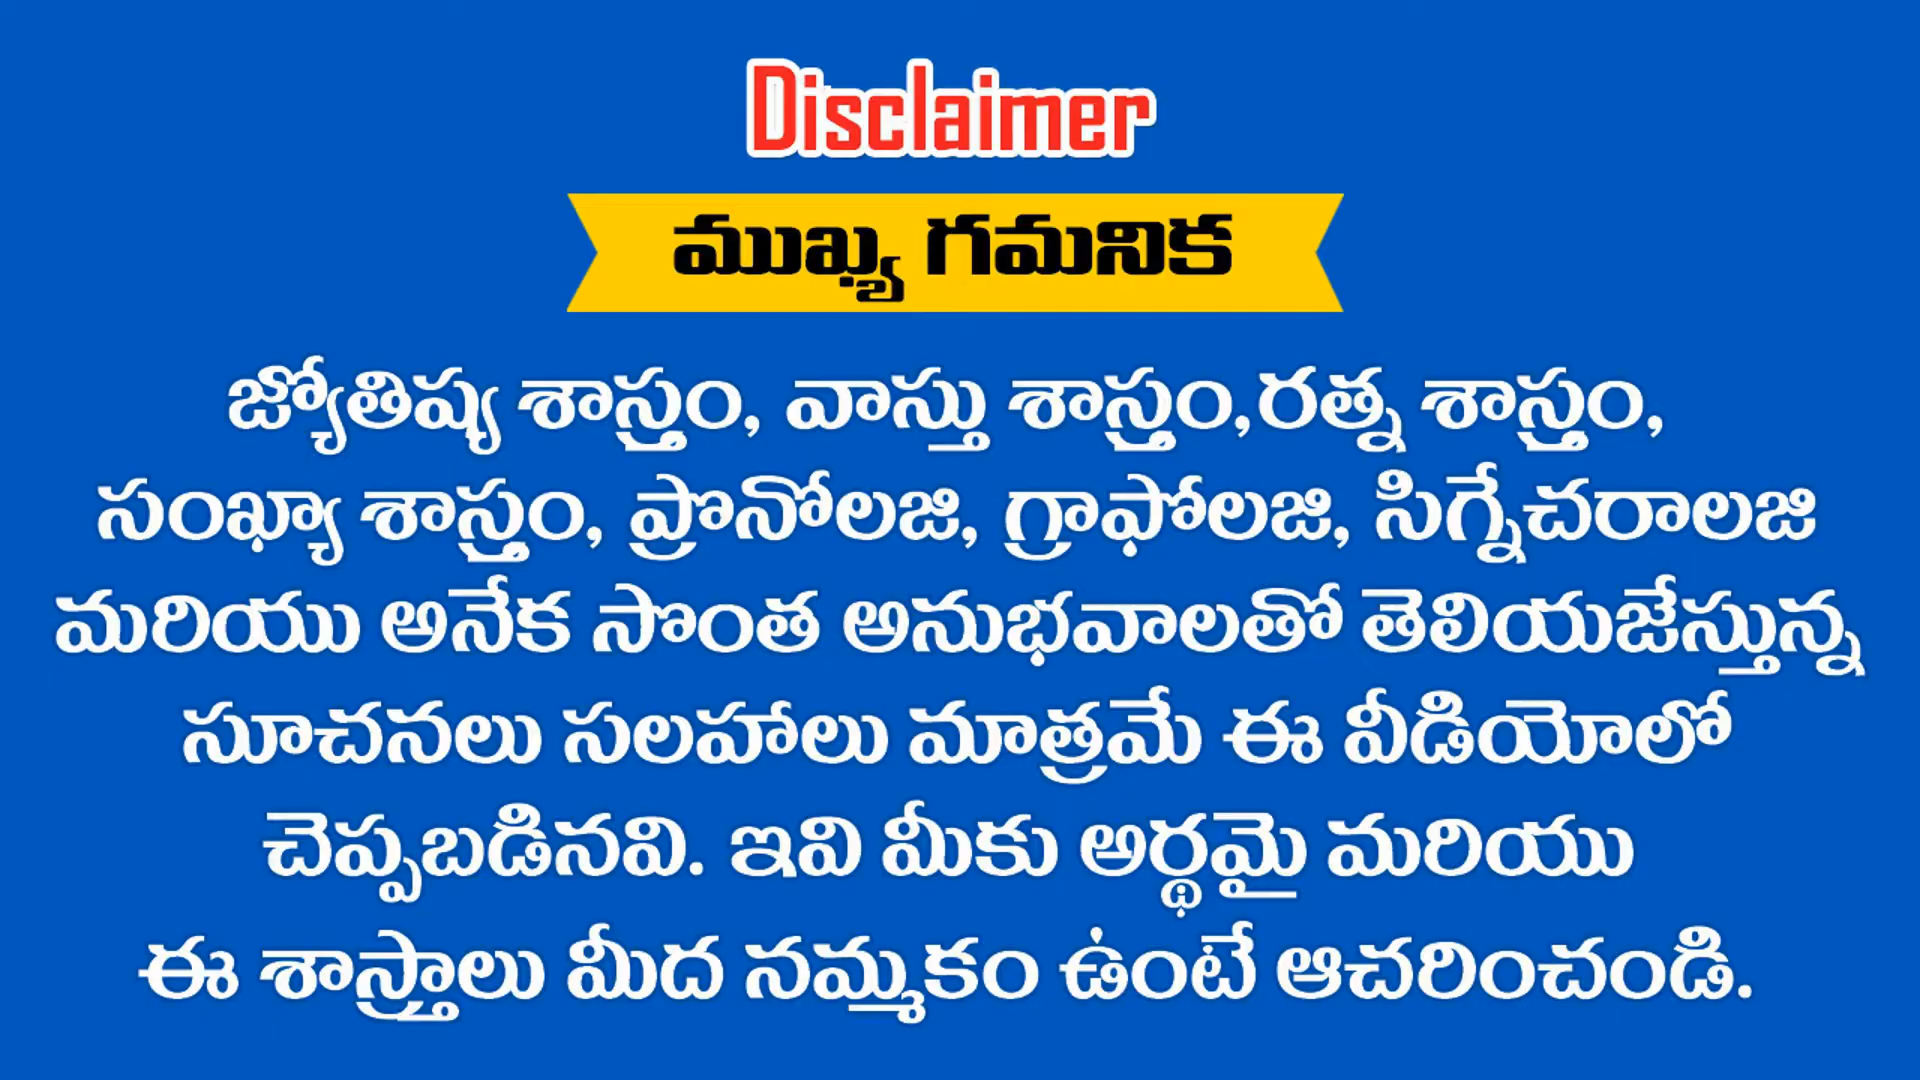 Disclaimer
ముఖ్య గమనిక
జ్యోతిష్య శాస్త్రం, వాస్తు శాస్త్రం,రత్న శాస్త్రం,
సంఖ్యా శాస్త్రం, ప్రొనోలజి, గ్రాఫోలజి, సిగ్నేచరాలజి
మరియు అనేక సొంత అనుభవాలతో తెలియజేస్తున్న
సూచనలు సలహాలు మాత్రమే ఈ వీడియోలో
చెప్పబడినవి. ఇవి మీకు అర్థమై మరియు
ఈ శాస్త్రాలు మీద నమ్మకం ఉంటే ఆచరించండి.